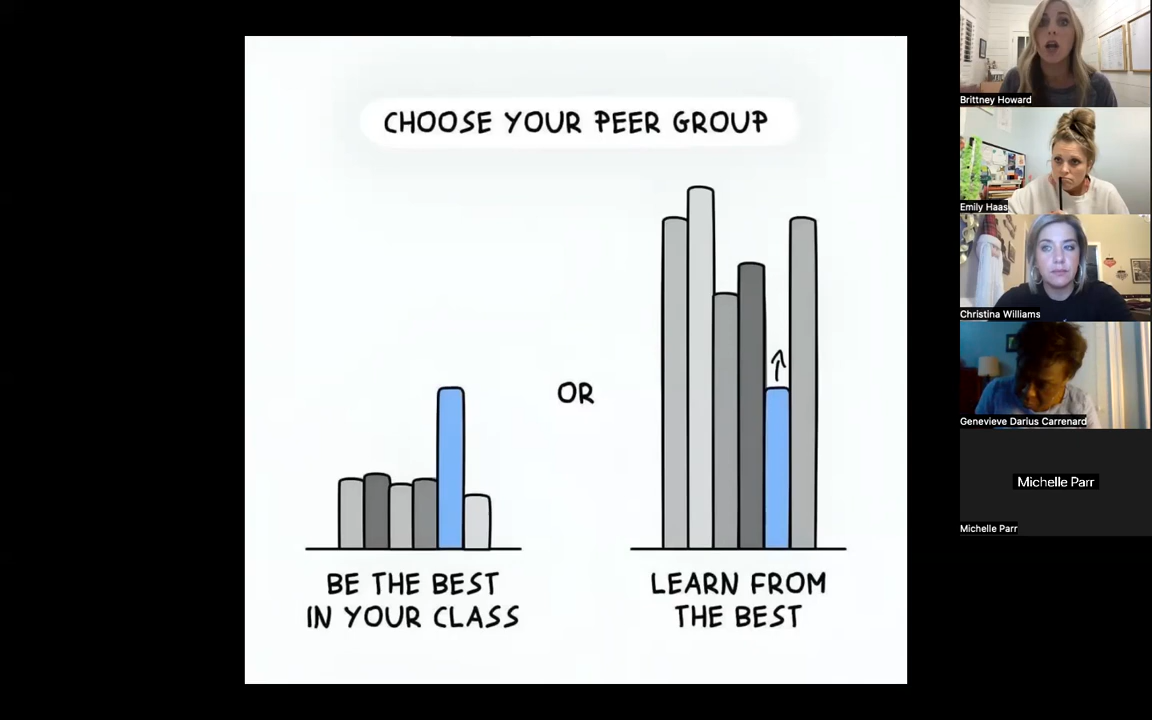 CHOOSE YOUR PEER GROUP
OR
BE THE BEST
IN YOUR CLASS
LEARN FROM
THE BEST
Brittney Howard
Emily Haas
Christina Williams
Genevieve Darius Carrenard
Michelle Parr
Michelle Parr